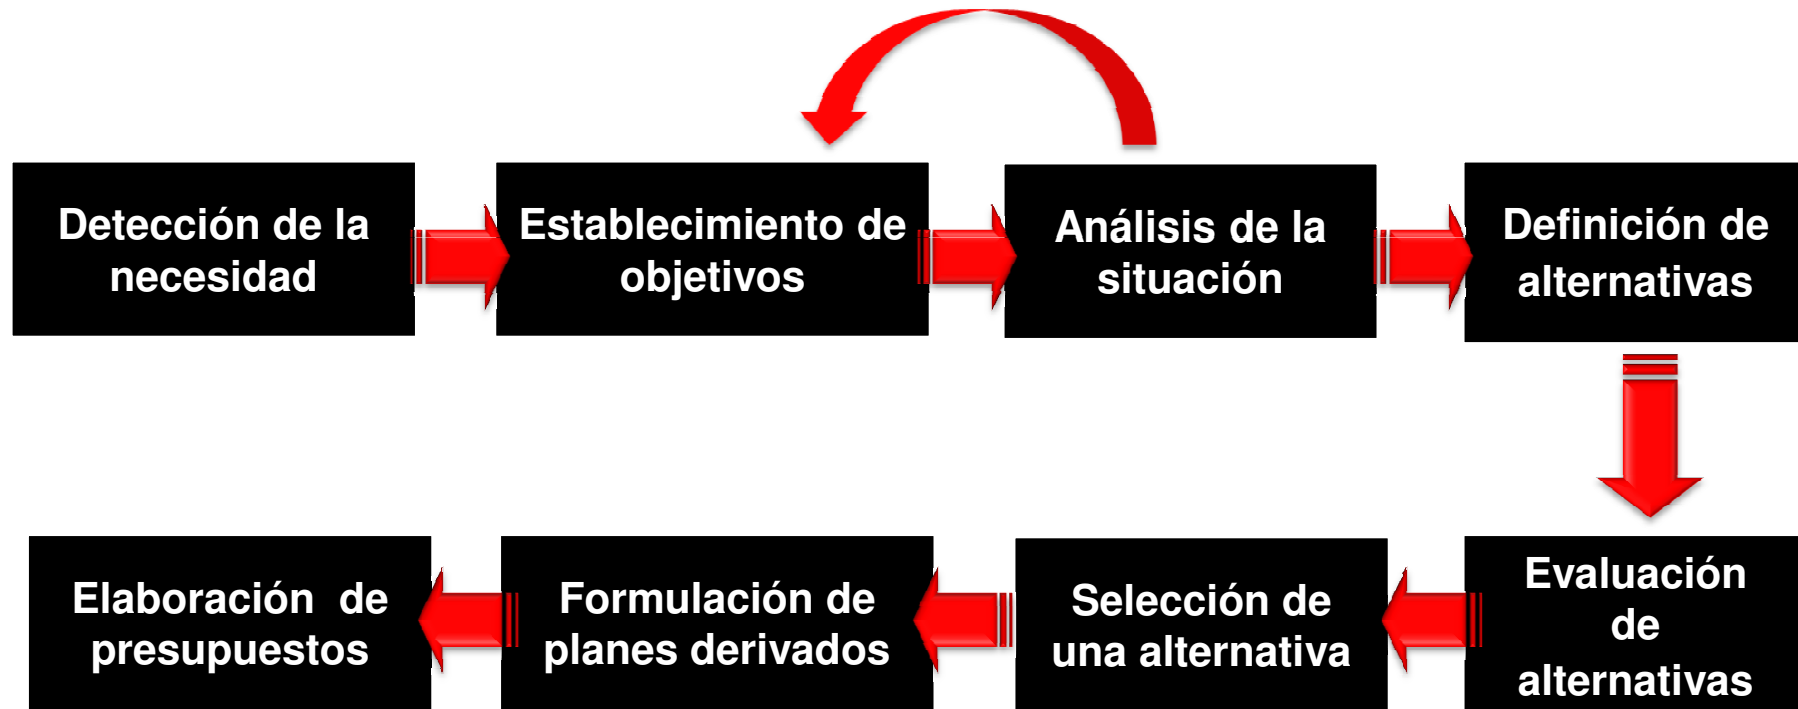 Detección de la
necesidad
Establecimiento de
objetivos
Análisis de la
situación
Definición de
alternativas
Evaluación
de
alternativas
Selección de
una alternativa
Formulación de
planes derivados
Elaboración  de
presupuestos